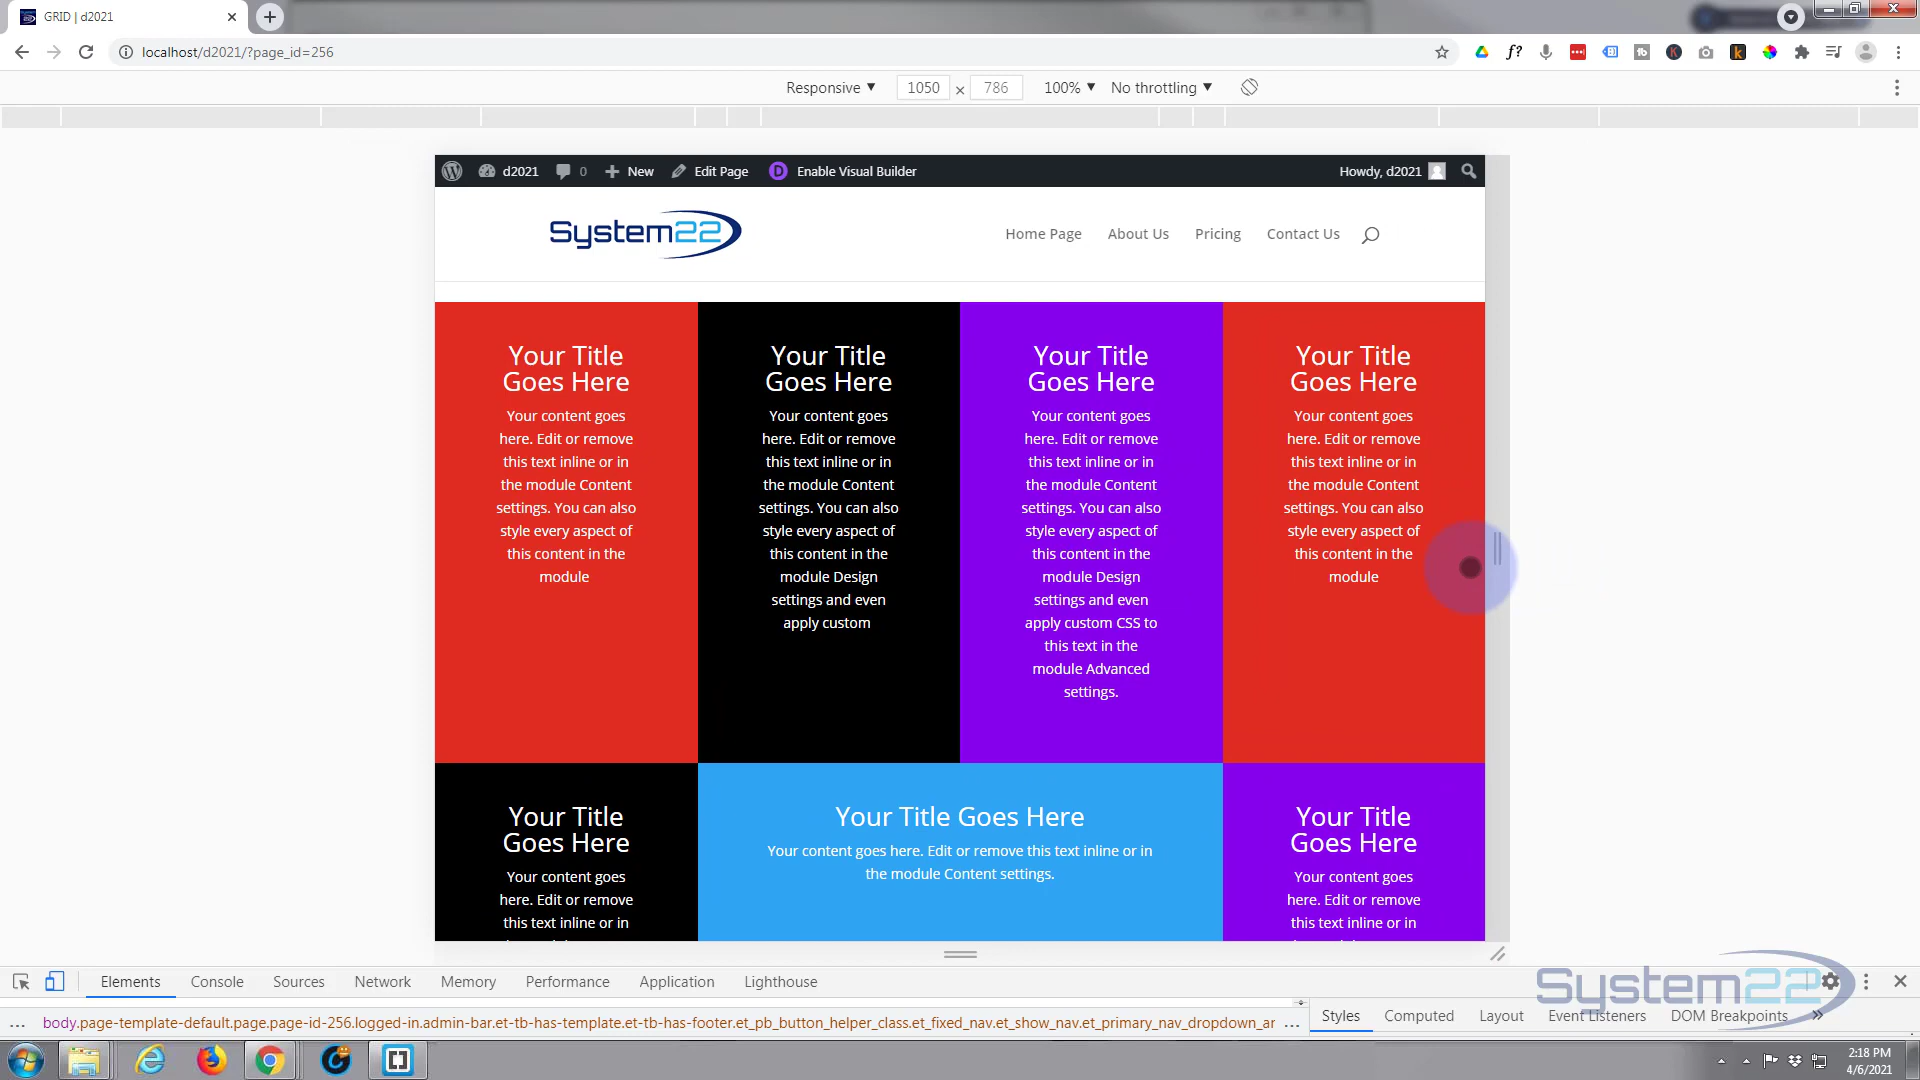 GRID | d2021
localhost/d2021/?page_id=256
Responsive 1050 × 786 100% No throttling
d2021 0 New Edit Page Enable Visual Builder Howdy, d2021
System22
Home Page About Us Pricing Contact Us
Your Title
Goes Here
Your content goes
here. Edit or remove
this text inline or in
the module Content
settings. You can also
style every aspect of
this content in the
module
Your Title
Goes Here
Your content goes
here. Edit or remove
this text inline or in
the module Content
settings. You can also
style every aspect of
this content in the
module Design
settings and even
apply custom
Your Title
Goes Here
Your content goes
here. Edit or remove
this text inline or in
the module Content
settings. You can also
style every aspect of
this content in the
module Design
settings and even
apply custom CSS to
this text in the
module Advanced
settings.
Your Title
Goes Here
Your content goes
here. Edit or remove
this text inline or in
the module Content
settings. You can also
style every aspect of
this content in the
module
Your Title
Goes Here
Your content goes
here. Edit or remove
this text inline or in
Your Title Goes Here
Your content goes here. Edit or remove this text inline or in
the module Content settings.
Your Title
Goes Here
Your content goes
here. Edit or remove
this text inline or in
Elements Console Sources Network Memory Performance Application Lighthouse
System22
... body.page-template-default.page.page-id-256.logged-in.admin-bar.et-tb-has-template.et-tb-has-footer.et_pb_button_helper_class.et_fixed_nav.et_show_nav.et_primary_nav_dropdown_ar ...
Styles Computed Layout Event Listeners DOM Breakpoints »
2:18 PM
4/6/2021